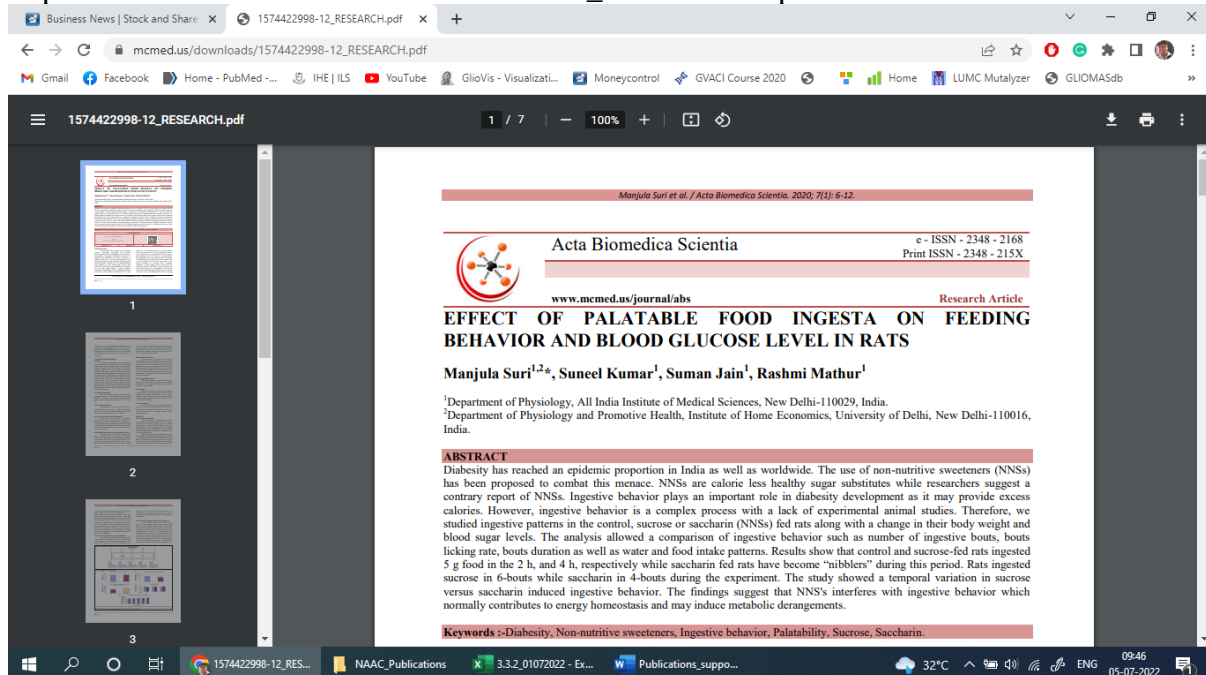 Business News | Stock and Share
1574422998-12_RESEARCH.pdf
mcmed.us/downloads/1574422998-12_RESEARCH.pdf
Gmail Facebook Home - PubMed -... IHE | ILS YouTube GlioVis - Visualizati... Moneycontrol GVACI Course 2020 Home LUMC Mutalyzer GLIOMASdb »
1574422998-12_RESEARCH.pdf
1 / 7 100%
1
2
3
Manjula Suri et al. / Acta Biomedica Scientia. 2020; 7(1): 6-12.
Acta Biomedica Scientia
e - ISSN - 2348 - 2168
Print ISSN - 2348 - 215X
www.mcmed.us/journal/abs
Research Article
EFFECT OF PALATABLE FOOD INGESTA ON FEEDING
BEHAVIOR AND BLOOD GLUCOSE LEVEL IN RATS
Manjula Suri1,2*, Suneel Kumar1, Suman Jain1, Rashmi Mathur1
1Department of Physiology, All India Institute of Medical Sciences, New Delhi-110029, India.
2Department of Physiology and Promotive Health, Institute of Home Economics, University of Delhi, New Delhi-110016,
India.
ABSTRACT
Diabesity has reached an epidemic proportion in India as well as worldwide. The use of non-nutritive sweeteners (NNSs)
has been proposed to combat this menace. NNSs are calorie less healthy sugar substitutes while researchers suggest a
contrary report of NNSs. Ingestive behavior plays an important role in diabesity development as it may provide excess
calories. However, ingestive behavior is a complex process with a lack of experimental animal studies. Therefore, we
studied ingestive patterns in the control, sucrose or saccharin (NNSs) fed rats along with a change in their body weight and
blood sugar levels. The analysis allowed a comparison of ingestive behavior such as number of ingestive bouts, bouts
licking rate, bouts duration as well as water and food intake patterns. Results show that control and sucrose-fed rats ingested
5 g food in the 2 h, and 4 h, respectively while saccharin fed rats have become “nibblers” during this period. Rats ingested
sucrose in 6-bouts while saccharin in 4-bouts during the experiment. The study showed a temporal variation in sucrose
versus saccharin induced ingestive behavior. The findings suggest that NNS's interferes with ingestive behavior which
normally contributes to energy homeostasis and may induce metabolic derangements.
Keywords :-Diabesity, Non-nutritive sweeteners, Ingestive behavior, Palatability, Sucrose, Saccharin.
1574422998-12_RES... NAAC_Publications 3.3.2_01072022 - Ex... Publications_suppo... 32°C ENG 09:46
05-07-2022